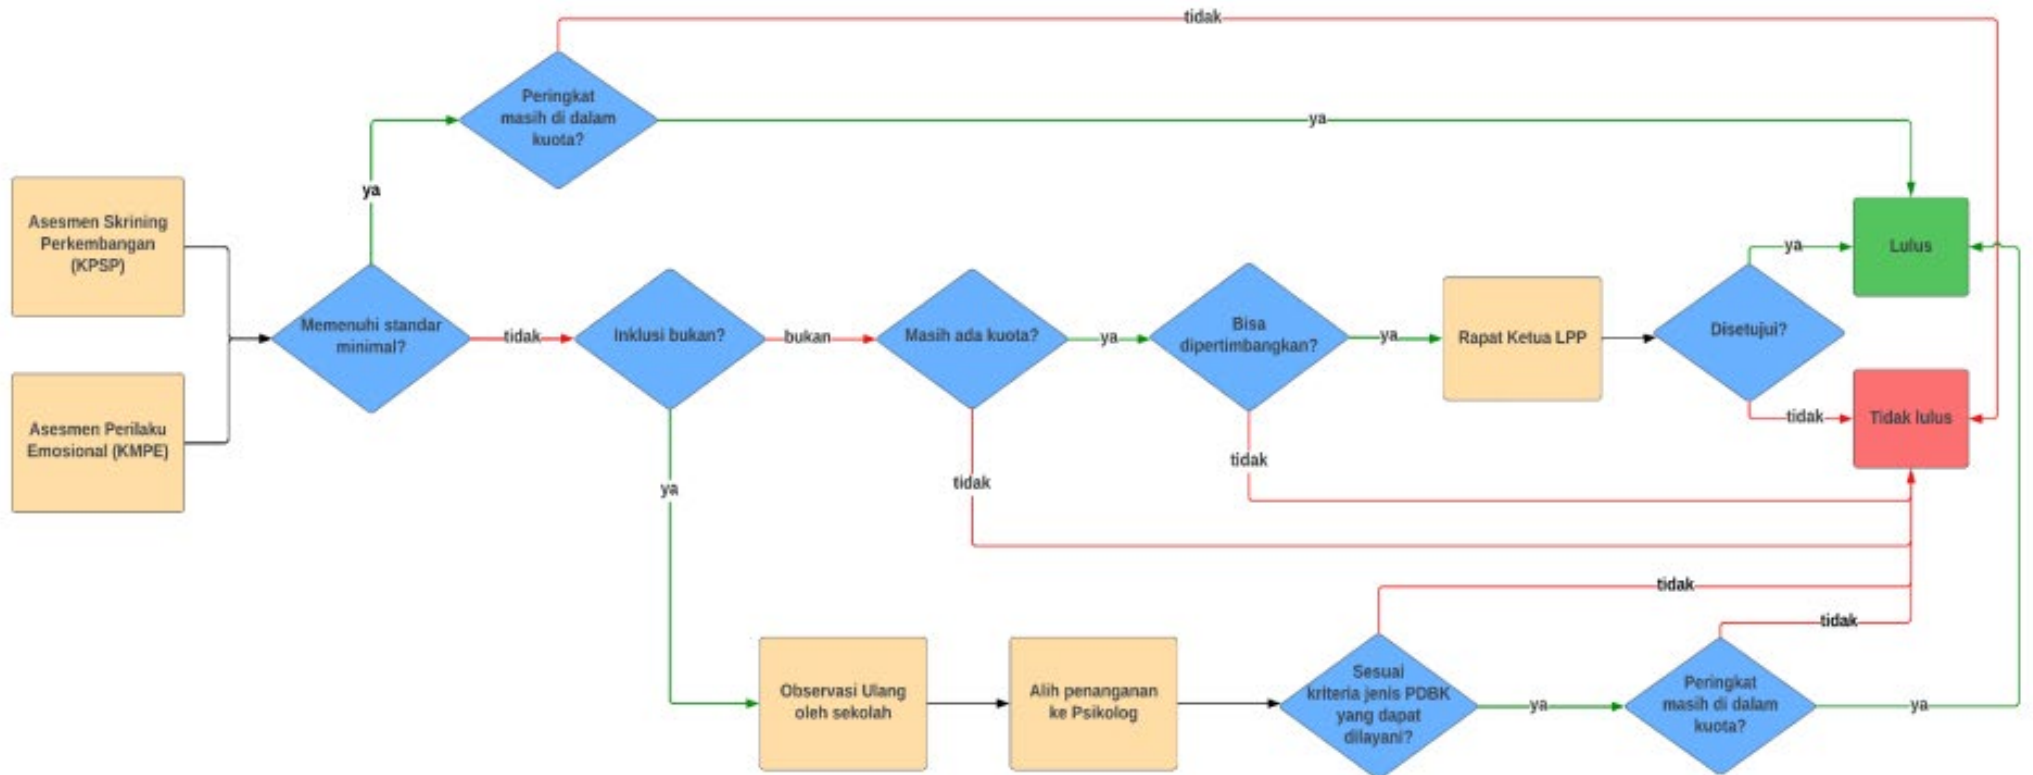 tidak
Peringkat
masih di dalam
kuota?
ya
ya
Asesmen Skrining
Perkembangan
(KPSP)
Asesmen Perilaku
Emosional (KMPE)
Memenuhi standar
minimal?
tidak
Inklusi bukan?
bukan
Masih ada kuota?
ya
Bisa
dipertimbangkan?
ya
Rapat Ketua LPP
Disetujui?
ya
Lulus
tidak
Tidak lulus
tidak
tidak
ya
Observasi Ulang
oleh sekolah
Alih penanganan
ke Psikolog
Sesuai
kriteria jenis PDBK
yang dapat
dilayani?
tidak
ya
Peringkat
masih di dalam
kuota?
tidak
ya